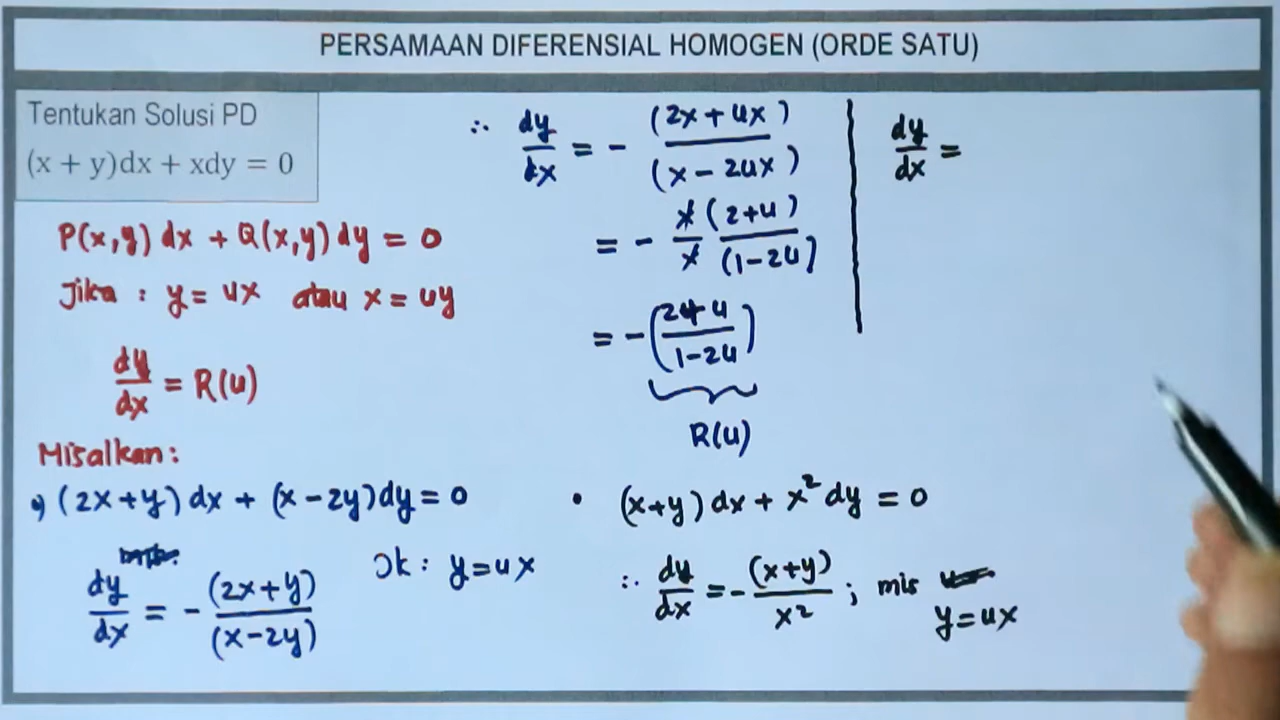 PERSAMAAN DIFERENSIAL HOMOGEN (ORDE SATU)
Tentukan Solusi PD
(x + y)dx + xdy = 0
P(x,y) dx + Q(x,y) dy = 0
Jika : y = ux atau x = uy
dy/dx = R(u)
Misalkan:
•) (2x+y) dx + (x-2y)dy = 0
dy/dx = - (2x+y)/(x-2y)
Jk : y = ux
∴ dy/dx = - (2x+ux)/(x-2ux)
= - x/x (2+u)/(1-2u)
= - (2+u/1-2u)
R(u)
• (x+y) dx + x² dy = 0
∴ dy/dx = - (x+y)/x² ; mis
y = ux
dy/dx =